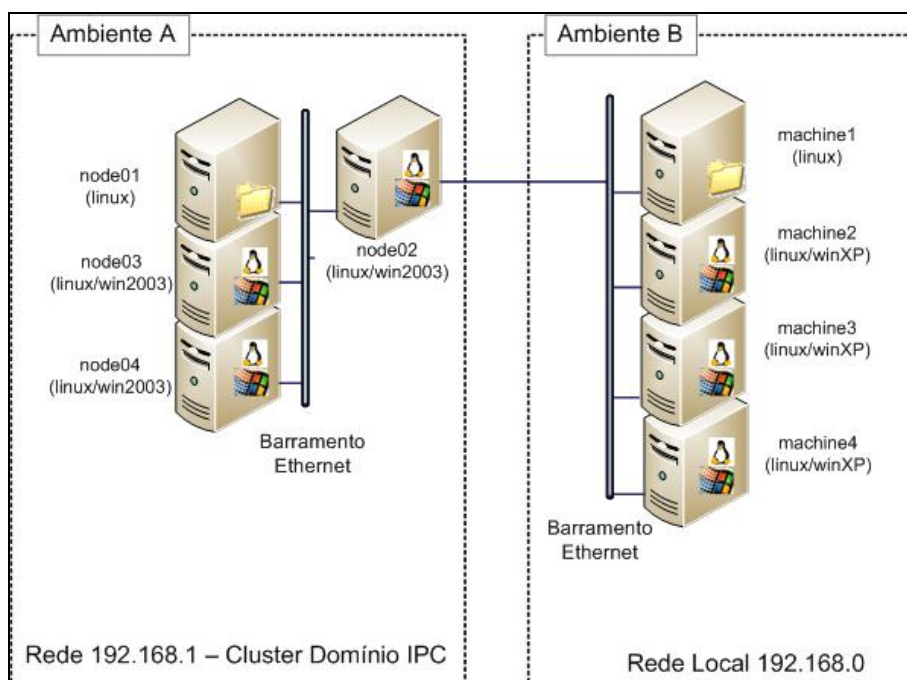 Ambiente A
Ambiente B
node01
(linux)
node03
(linux/win2003)
node04
(linux/win2003)
node02
(linux/win2003)
Barramento
Ethernet
machine1
(linux)
machine2
(linux/winXP)
machine3
(linux/winXP)
machine4
(linux/winXP)
Barramento
Ethernet
Rede 192.168.1 – Cluster Domínio IPC
Rede Local 192.168.0